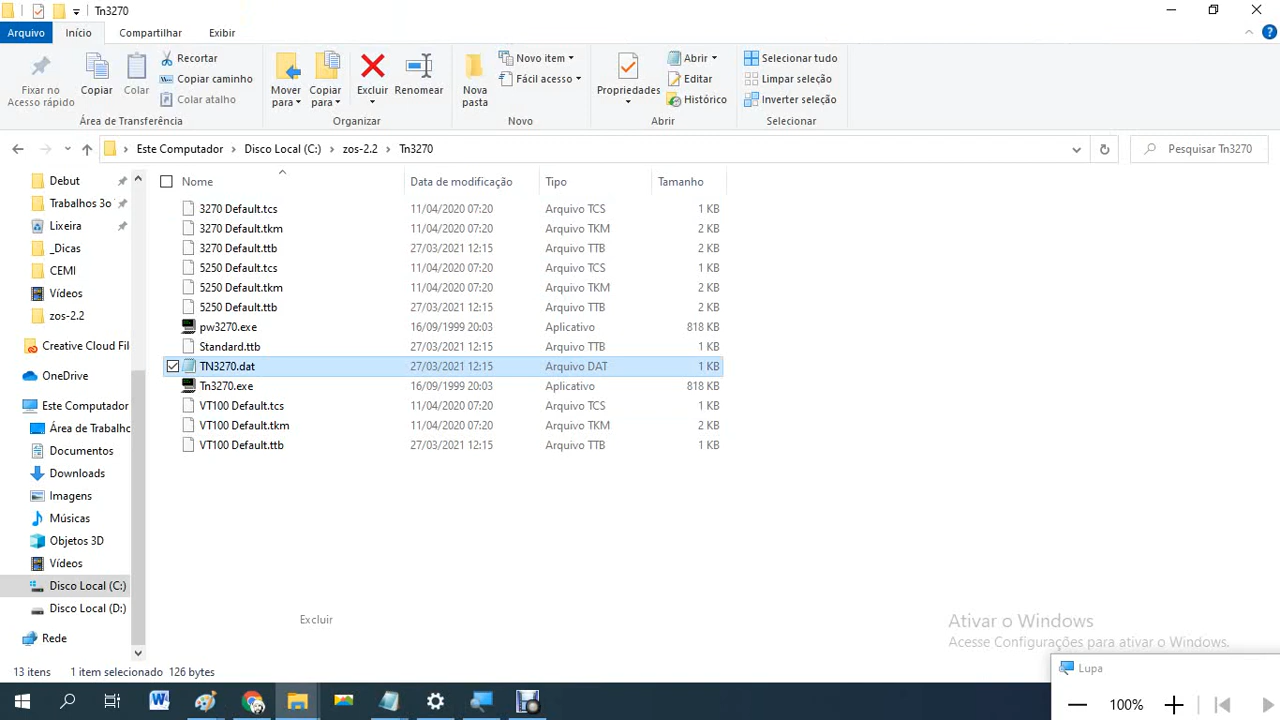 Tn3270
Arquivo Início Compartilhar Exibir
Fixar no Acesso rápido
Copiar
Colar
Recortar
Copiar caminho
Colar atalho
Área de Transferência
Mover para
Copiar para
Excluir
Renomear
Organizar
Nova pasta
Novo item
Fácil acesso
Novo
Propriedades
Abrir
Editar
Histórico
Abrir
Selecionar tudo
Limpar seleção
Inverter seleção
Selecionar
Este Computador > Disco Local (C:) > zos-2.2 > Tn3270
Pesquisar Tn3270
Debut
Trabalhos 3o
Lixeira
_Dicas
CEMI
Vídeos
zos-2.2
Creative Cloud Fil
OneDrive
Este Computador
Área de Trabalho
Documentos
Downloads
Imagens
Músicas
Objetos 3D
Vídeos
Disco Local (C:)
Disco Local (D:)
Rede
Nome Data de modificação Tipo Tamanho
3270 Default.tcs 11/04/2020 07:20 Arquivo TCS 1 KB
3270 Default.tkm 11/04/2020 07:20 Arquivo TKM 2 KB
3270 Default.ttb 27/03/2021 12:15 Arquivo TTB 2 KB
5250 Default.tcs 11/04/2020 07:20 Arquivo TCS 1 KB
5250 Default.tkm 11/04/2020 07:20 Arquivo TKM 2 KB
5250 Default.ttb 27/03/2021 12:15 Arquivo TTB 2 KB
pw3270.exe 16/09/1999 20:03 Aplicativo 818 KB
Standard.ttb 27/03/2021 12:15 Arquivo TTB 2 KB
TN3270.dat 27/03/2021 12:15 Arquivo DAT 1 KB
Tn3270.exe 16/09/1999 20:03 Aplicativo 818 KB
VT100 Default.tcs 11/04/2020 07:20 Arquivo TCS 1 KB
VT100 Default.tkm 11/04/2020 07:20 Arquivo TKM 2 KB
VT100 Default.ttb 27/03/2021 12:15 Arquivo TTB 2 KB
Excluir
Ativar o Windows
Acesse Configurações para ativar o Windows.
13 itens 1 item selecionado 126 bytes
Lupa
100%